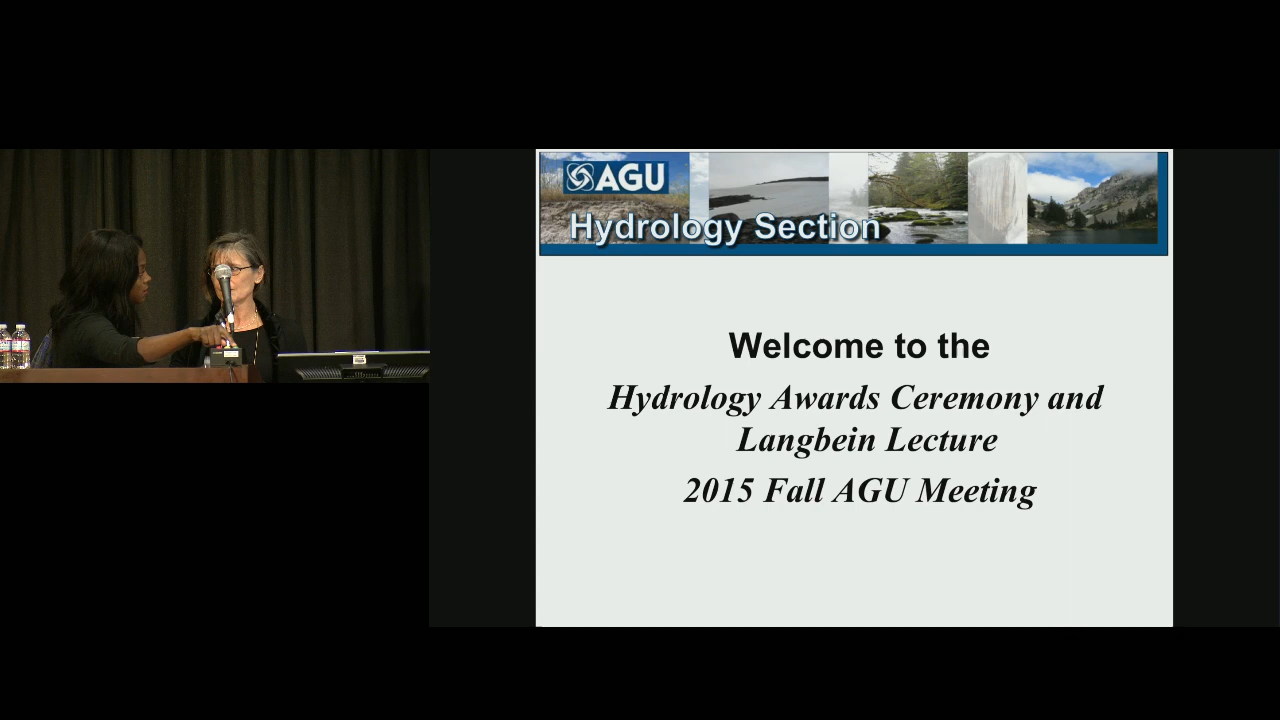 AGU
Hydrology Section
Welcome to the
Hydrology Awards Ceremony and
Langbein Lecture
2015 Fall AGU Meeting